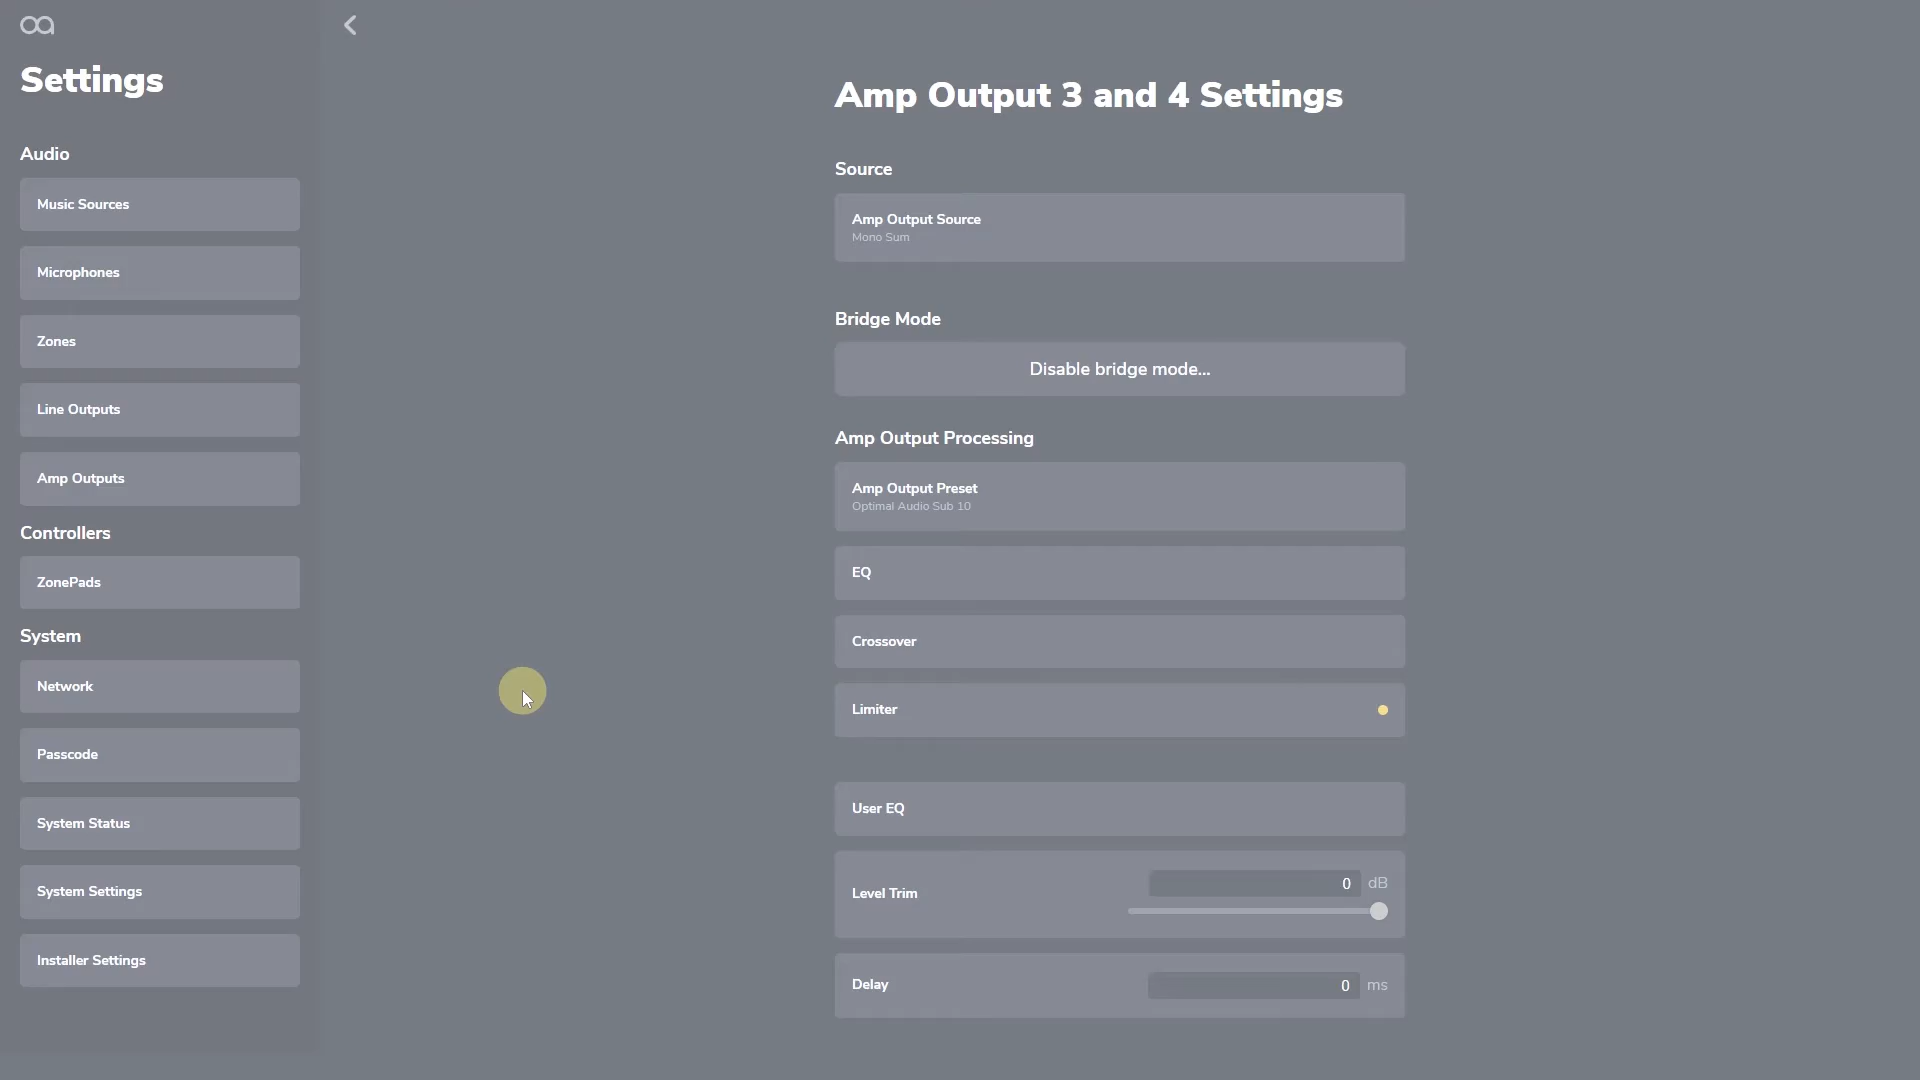 Settings
Audio
Music Sources
Microphones
Zones
Line Outputs
Amp Outputs
Controllers
ZonePads
System
Network
Passcode
System Status
System Settings
Installer Settings
Amp Output 3 and 4 Settings
Source
Amp Output Source
Mono Sum
Bridge Mode
Disable bridge mode...
Amp Output Processing
Amp Output Preset
Optimal Audio Sub 10
EQ
Crossover
Limiter
User EQ
Level Trim
0 dB
Delay
0 ms